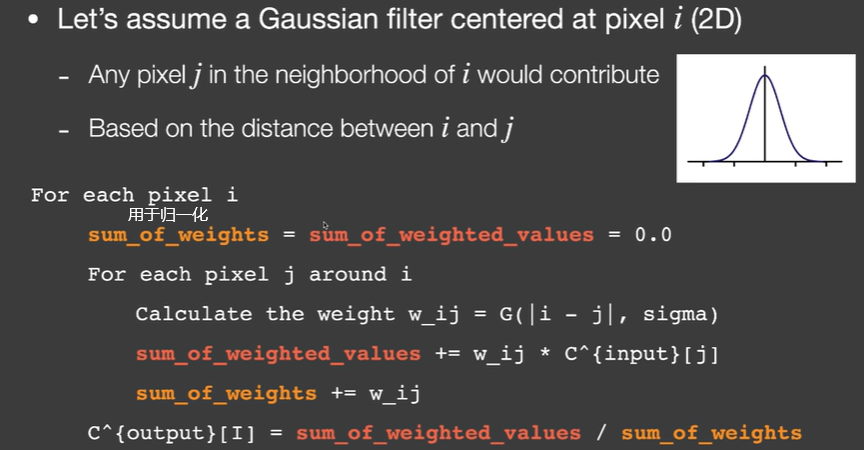 • Let's assume a Gaussian filter centered at pixel i (2D)
- Any pixel j in the neighborhood of i would contribute
- Based on the distance between i and j
For each pixel i
用于归一化
sum_of_weights = sum_of_weighted_values = 0.0
For each pixel j around i
Calculate the weight w_ij = G(|i - j|, sigma)
sum_of_weighted_values += w_ij * C^{input}[j]
sum_of_weights += w_ij
C^{output}[I] = sum_of_weighted_values / sum_of_weights